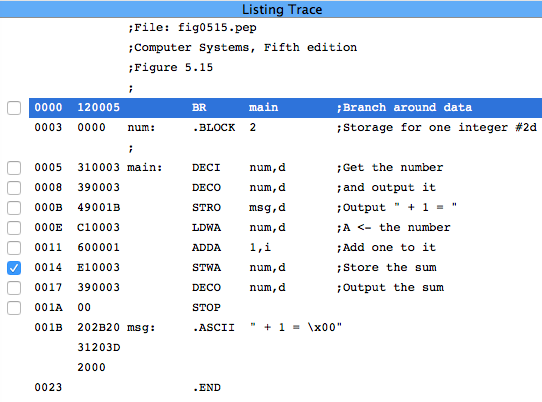 Listing Trace
;File: fig0515.pep
;Computer Systems, Fifth edition
;Figure 5.15
;
0000 120005 BR main ;Branch around data
0003 0000 num: .BLOCK 2 ;Storage for one integer #2d
;
0005 310003 main: DECI num,d ;Get the number
0008 390003 DECO num,d ;and output it
000B 49001B STRO msg,d ;Output " + 1 = "
000E C10003 LDWA num,d ;A <- the number
0011 600001 ADDA 1,i ;Add one to it
0014 E10003 STWA num,d ;Store the sum
0017 390003 DECO num,d ;Output the sum
001A 00 STOP
001B 202B20 msg: .ASCII " + 1 = \x00"
31203D
2000
0023 .END